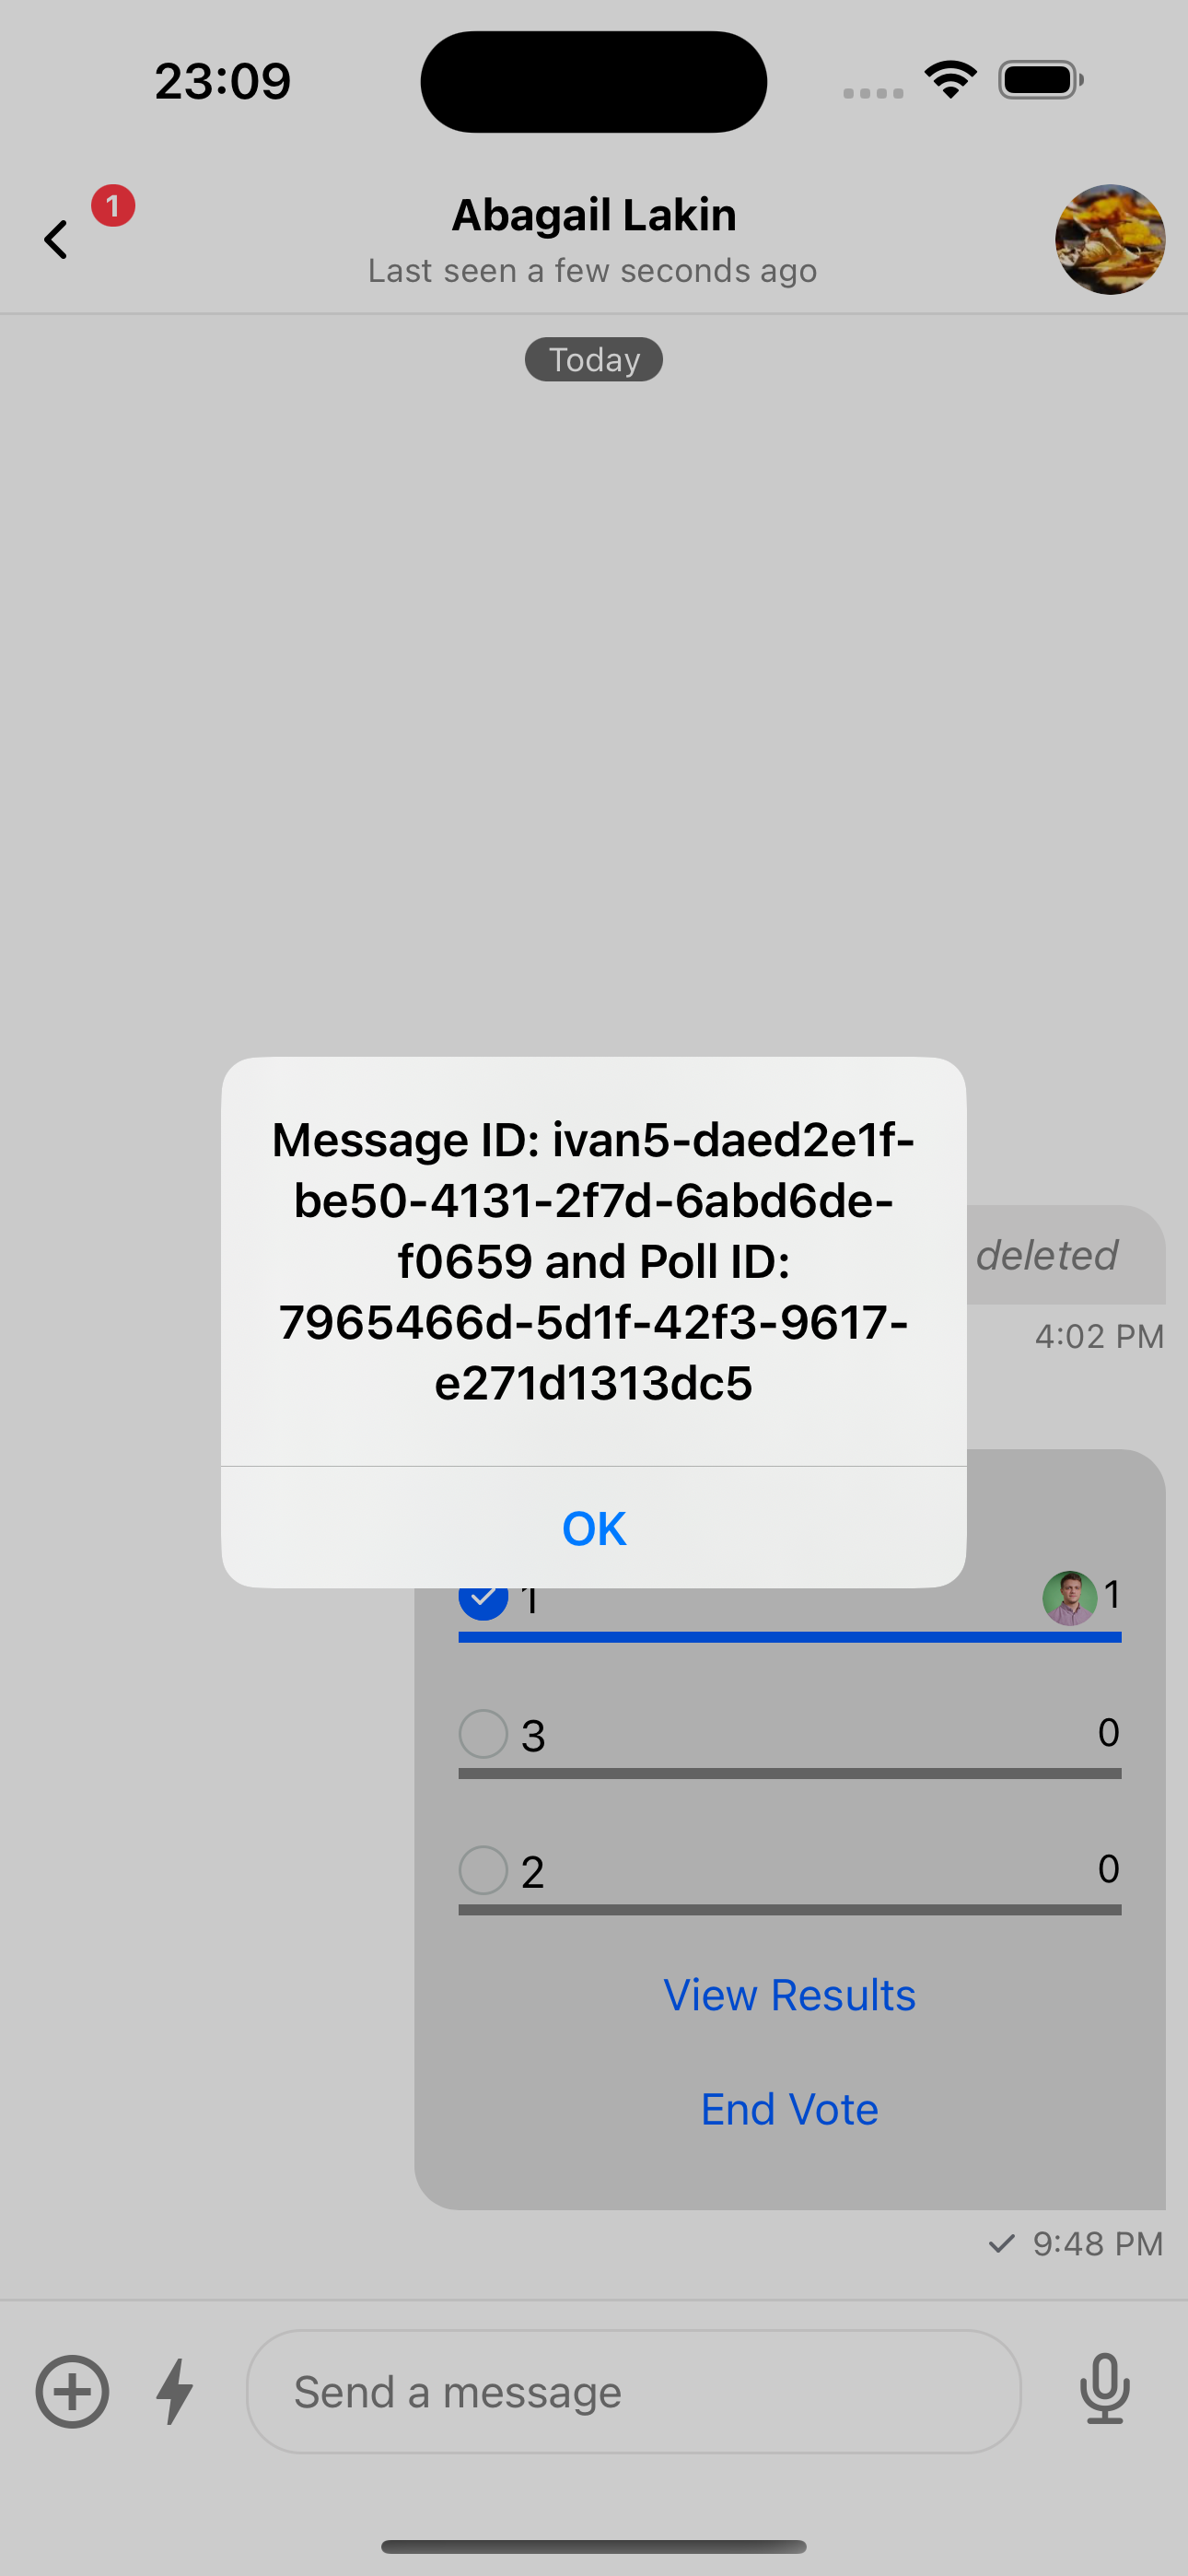 23:09
1
Abagail Lakin
Last seen a few seconds ago
Today
Message ID: ivan5-daed2e1f-
be50-4131-2f7d-6abd6de-
f0659 and Poll ID:
7965466d-5d1f-42f3-9617-
e271d1313dc5
OK
deleted
4:02 PM
1 1
3 0
2 0
View Results
End Vote
9:48 PM
Send a message